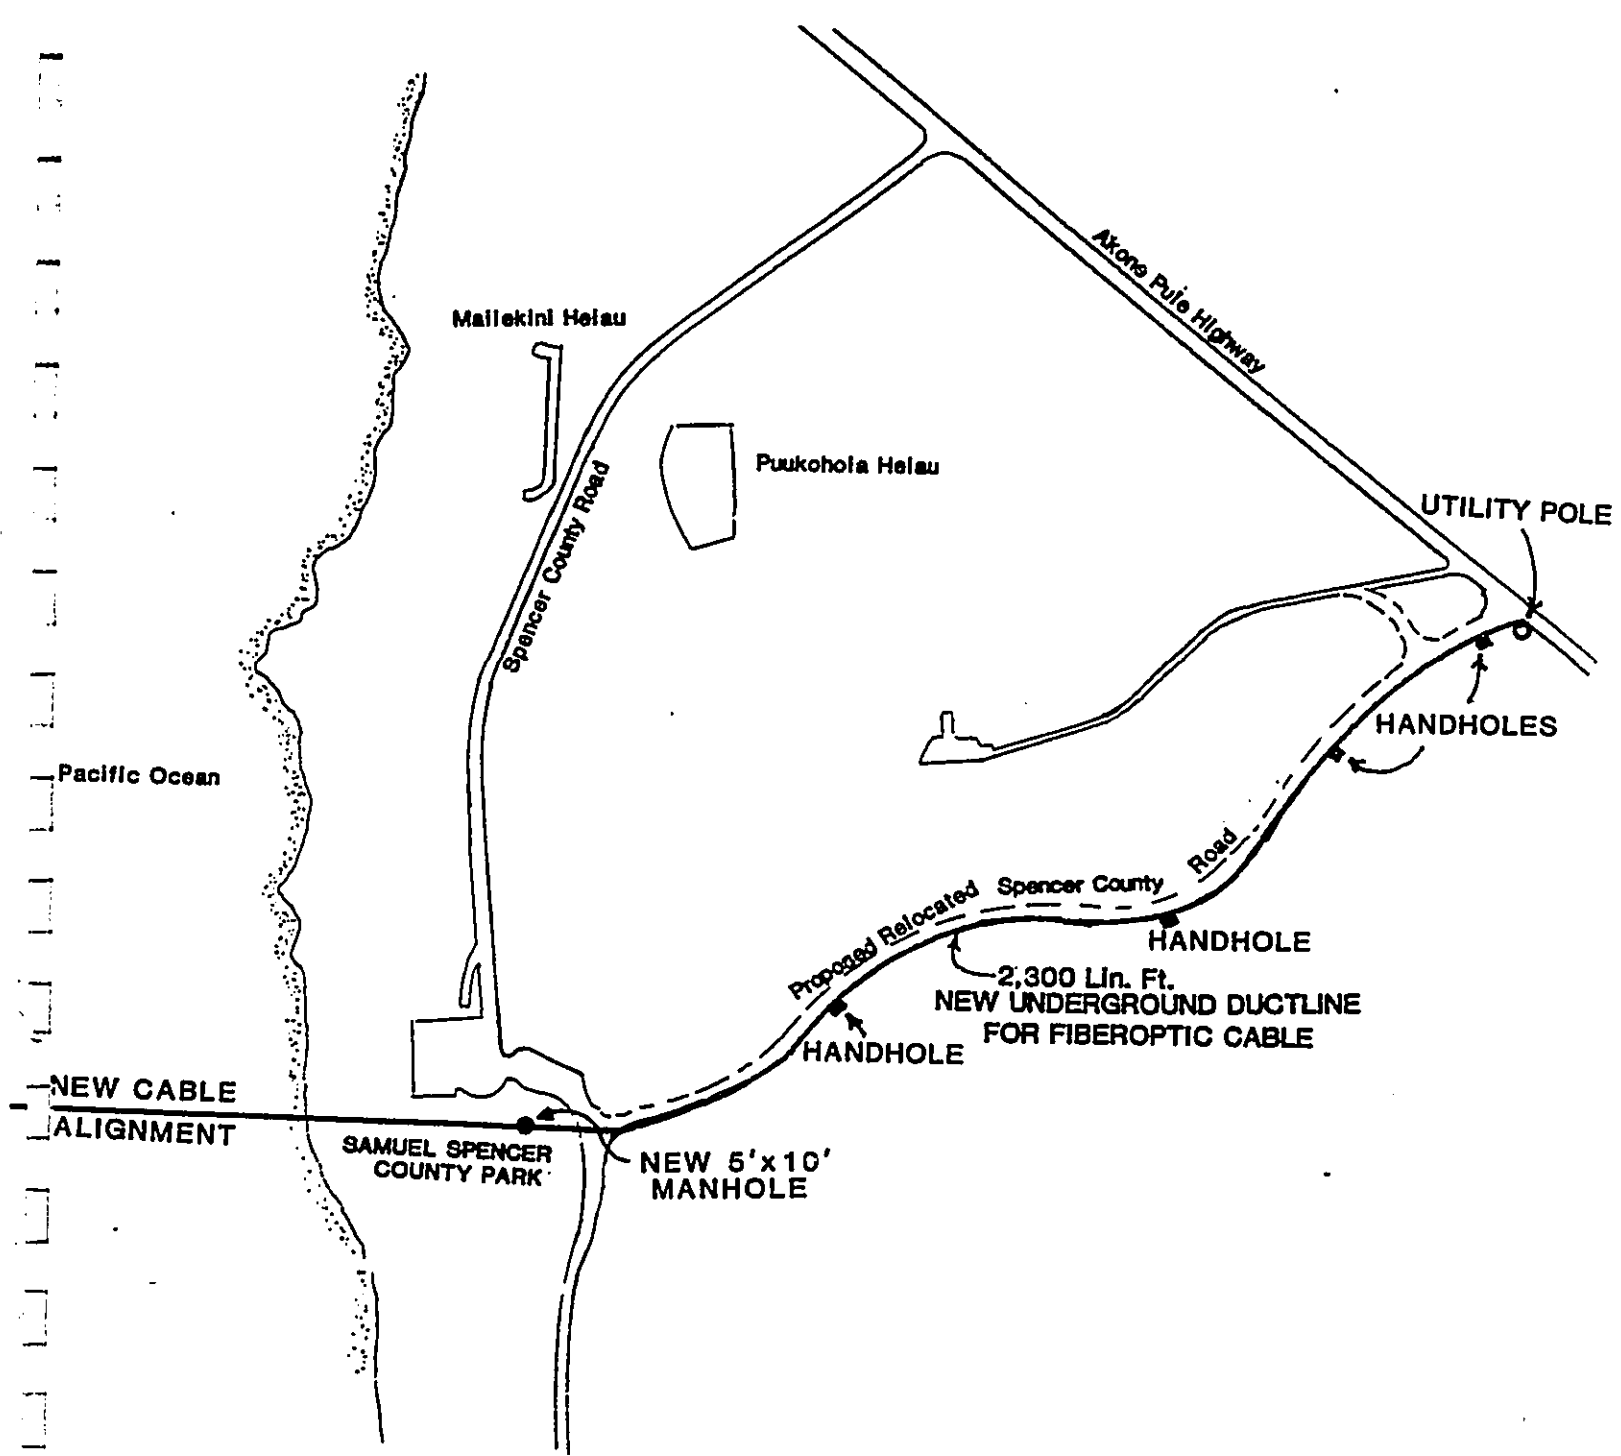 Akone Pule Highway
Mailekini Heiau
Puukohola Heiau
Spencer County Road
UTILITY POLE
HANDHOLES
Pacific Ocean
Proposed Relocated Spencer County Road
HANDHOLE
2,300 Lin. Ft.
NEW UNDERGROUND DUCTLINE
FOR FIBEROPTIC CABLE
HANDHOLE
NEW CABLE
ALIGNMENT
SAMUEL SPENCER
COUNTY PARK
NEW 5'x10'
MANHOLE